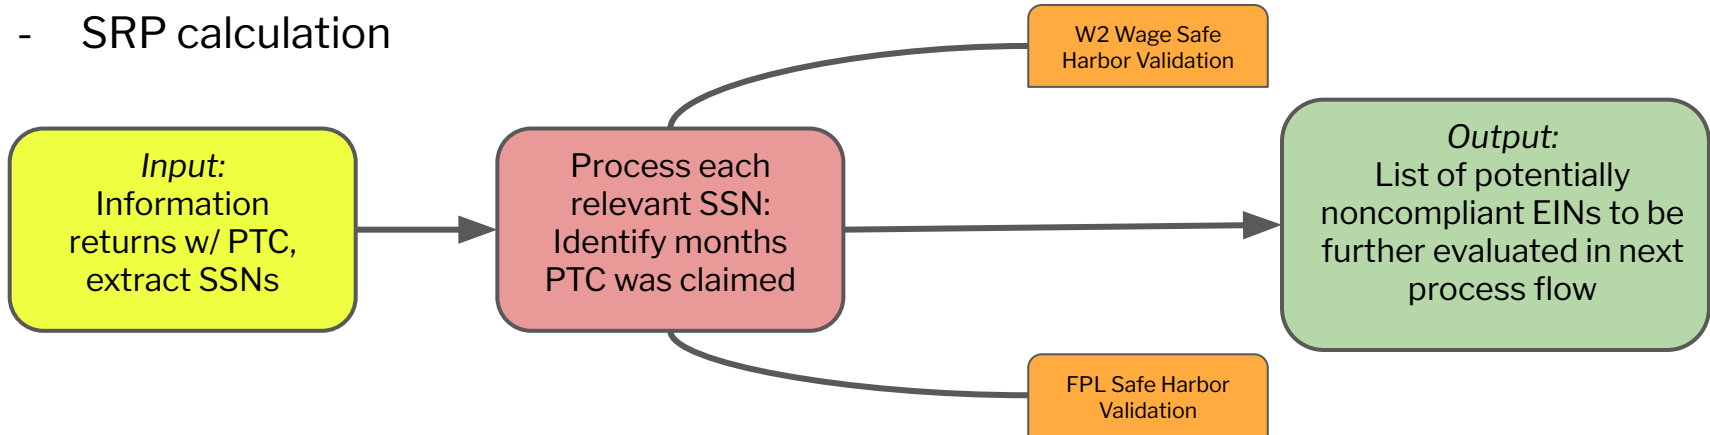 - SRP calculation
W2 Wage Safe
Harbor Validation
Input:
Information
returns w/ PTC,
extract SSNs
Process each
relevant SSN:
Identify months
PTC was claimed
Output:
List of potentially
noncompliant EINs to be
further evaluated in next
process flow
FPL Safe Harbor
Validation